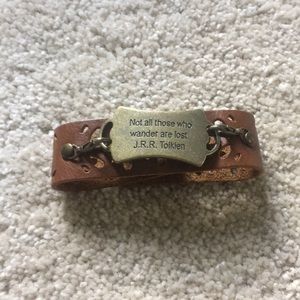 Not all those who
wander are lost.
J.R.R. Tolkien